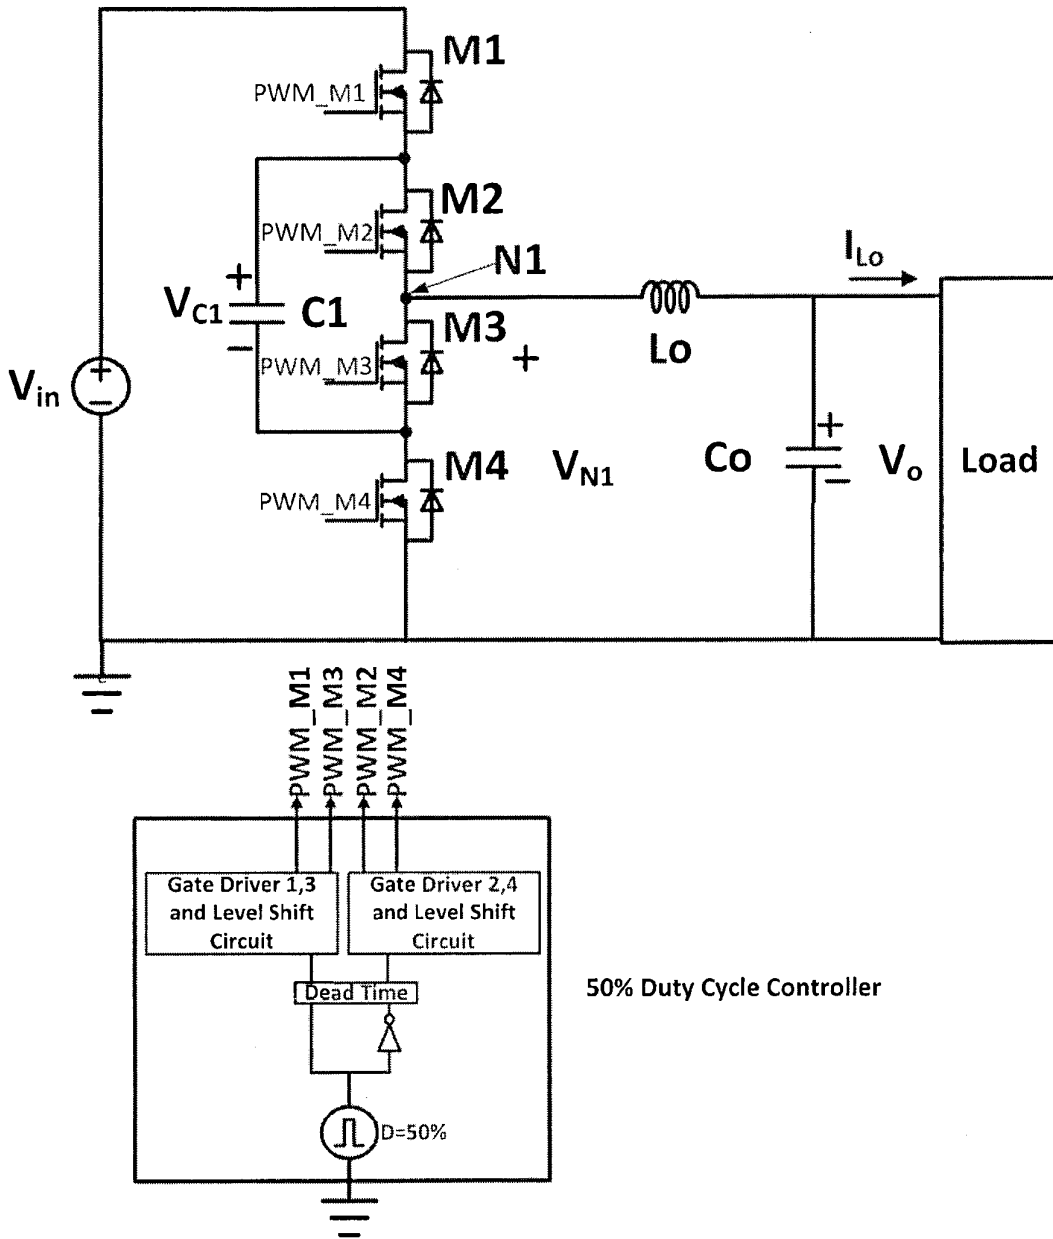 M1
PWM_M1
M2
PWM_M2
N1
I_Lo
+
V_C1
C1
−
M3
PWM_M3
+
Lo
V_in
+
−
M4
PWM_M4
V_N1
Co
+
−
V_o
Load
PWM_M1
PWM_M3
PWM_M2
PWM_M4
Gate Driver 1,3
and Level Shift
Circuit
Gate Driver 2,4
and Level Shift
Circuit
Dead Time
50% Duty Cycle Controller
D=50%